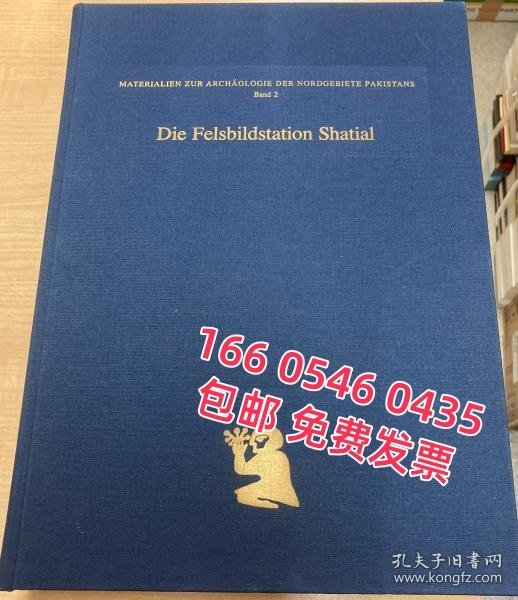 MATERIALIEN ZUR ARCHÄOLOGIE DER NORDGEBIETE PAKISTANS
Band 2
Die Felsbildstation Shatial
166 0546 0435
包邮 免费发票
孔夫子旧书网
www.kongfz.com